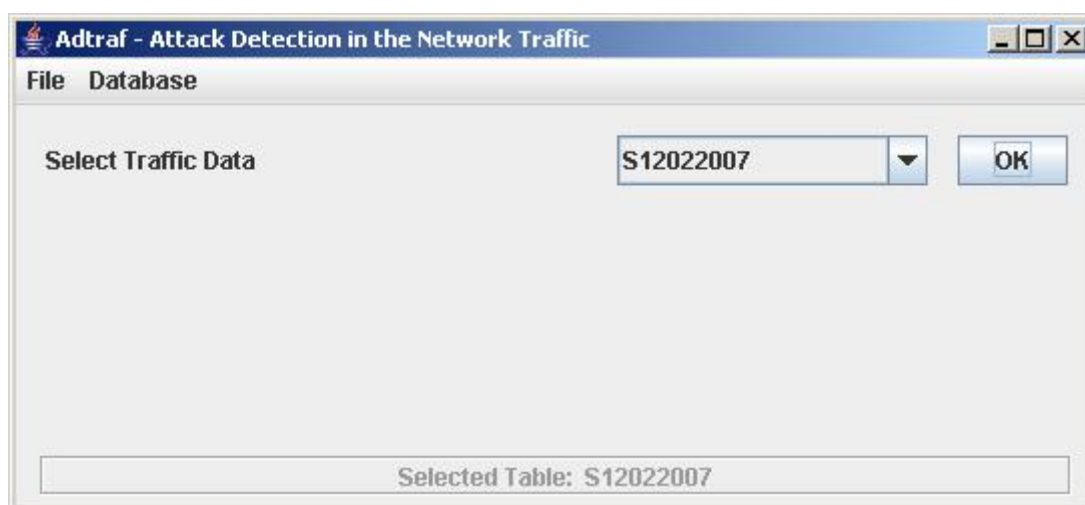 Adtraf - Attack Detection in the Network Traffic
File Database
Select Traffic Data S12022007 OK
Selected Table: S12022007